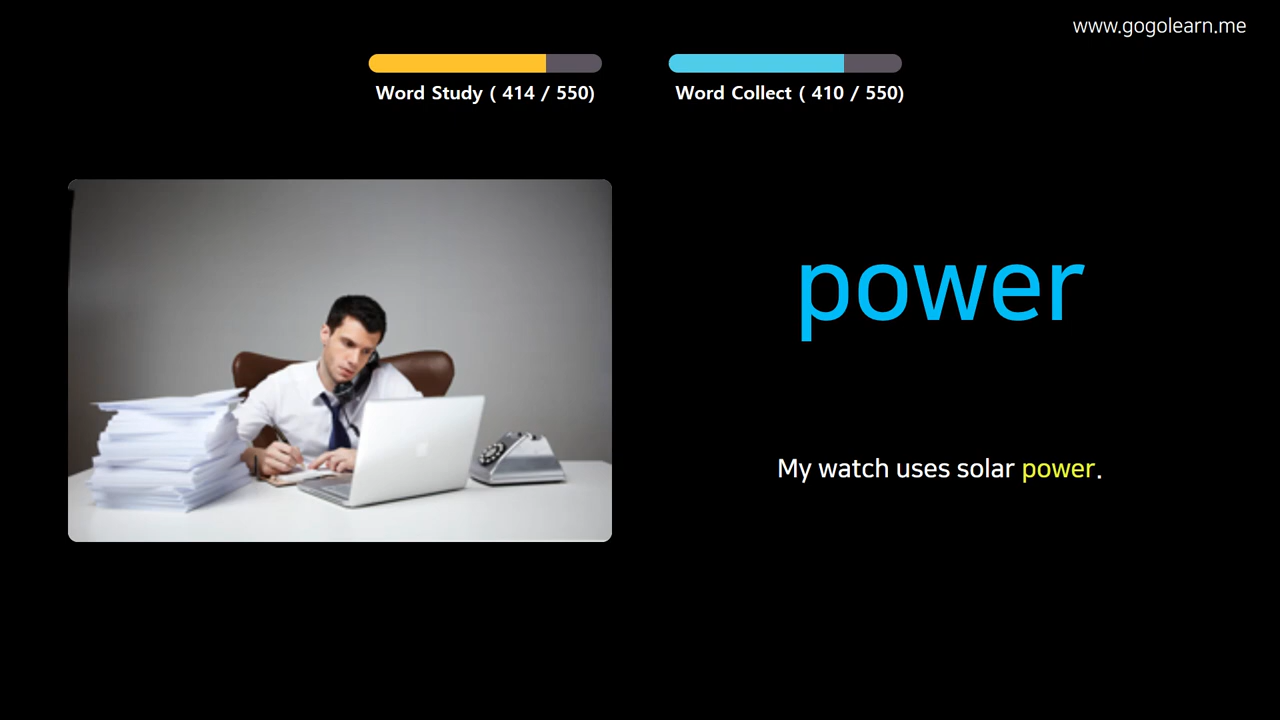 www.gogolearn.me
Word Study ( 414 / 550)
Word Collect ( 410 / 550)
power
My watch uses solar power.